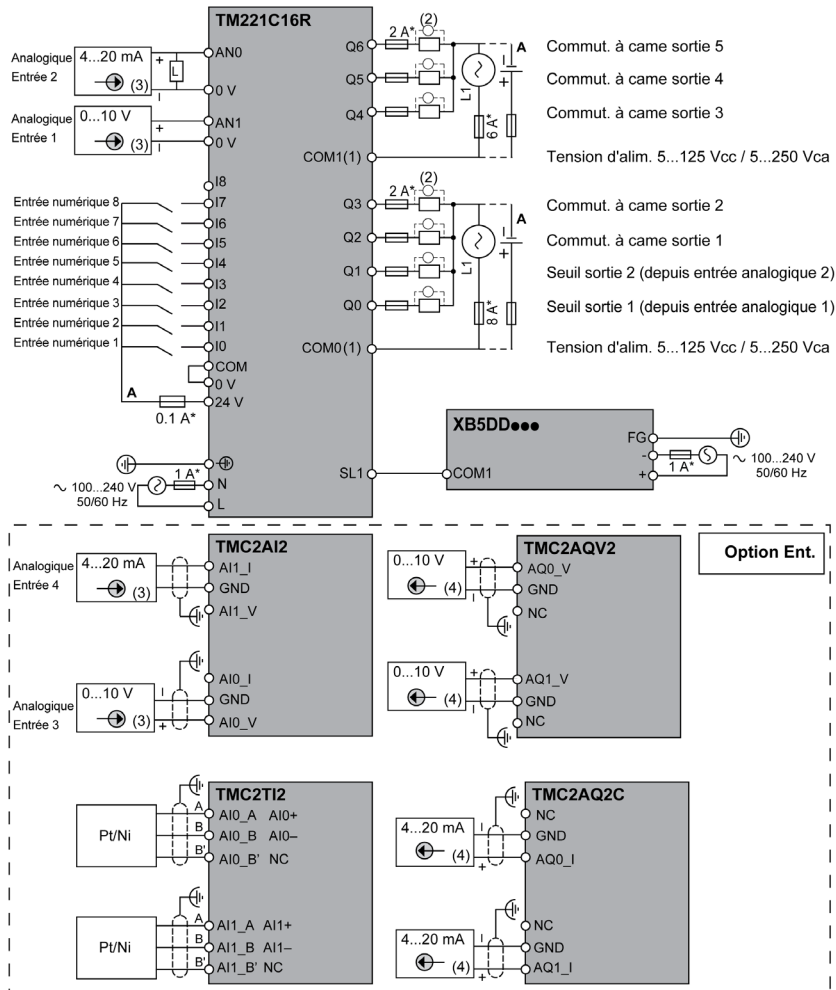 TM221C16R
Analogique
Entrée 2
4...20 mA
(3)
+
L
I
AN0
0 V
Analogique
Entrée 1
0...10 V
(3)
+
I
AN1
0 V
I8
Entrée numérique 8
I7
Entrée numérique 7
I6
Entrée numérique 6
I5
Entrée numérique 5
I4
Entrée numérique 4
I3
Entrée numérique 3
I2
Entrée numérique 2
I1
Entrée numérique 1
I0
COM
0 V
A
24 V
0.1 A*
1 A*
N
L
~ 100...240 V
50/60 Hz
Q6
2 A*
(2)
A
Commut. à came sortie 5
Q5
L1
+
Commut. à came sortie 4
Q4
6 A*
Commut. à came sortie 3
COM1(1)
Tension d'alim. 5...125 Vcc / 5...250 Vca
Q3
2 A*
(2)
A
Commut. à came sortie 2
Q2
L1
+
Commut. à came sortie 1
Q1
Seuil sortie 2 (depuis entrée analogique 2)
Q0
8 A*
Seuil sortie 1 (depuis entrée analogique 1)
COM0(1)
Tension d'alim. 5...125 Vcc / 5...250 Vca
SL1
XB5DD●●●
COM1
FG
-
+
1 A*
~ 100...240 V
50/60 Hz
Option Ent.
TMC2AI2
Analogique
Entrée 4
4...20 mA
(3)
AI1_I
GND
AI1_V
Analogique
Entrée 3
0...10 V
(3)
I
+
AI0_I
GND
AI0_V
TMC2AQV2
0...10 V
(4)
+
I
AQ0_V
GND
NC
0...10 V
(4)
+
I
AQ1_V
GND
NC
TMC2TI2
Pt/Ni
A
AI0_A AI0+
B
AI0_B AI0–
B'
AI0_B' NC
Pt/Ni
A
AI1_A AI1+
B
AI1_B AI1–
B'
AI1_B' NC
TMC2AQ2C
NC
4...20 mA
(4)
I
+
GND
AQ0_I
NC
4...20 mA
(4)
I
+
GND
AQ1_I